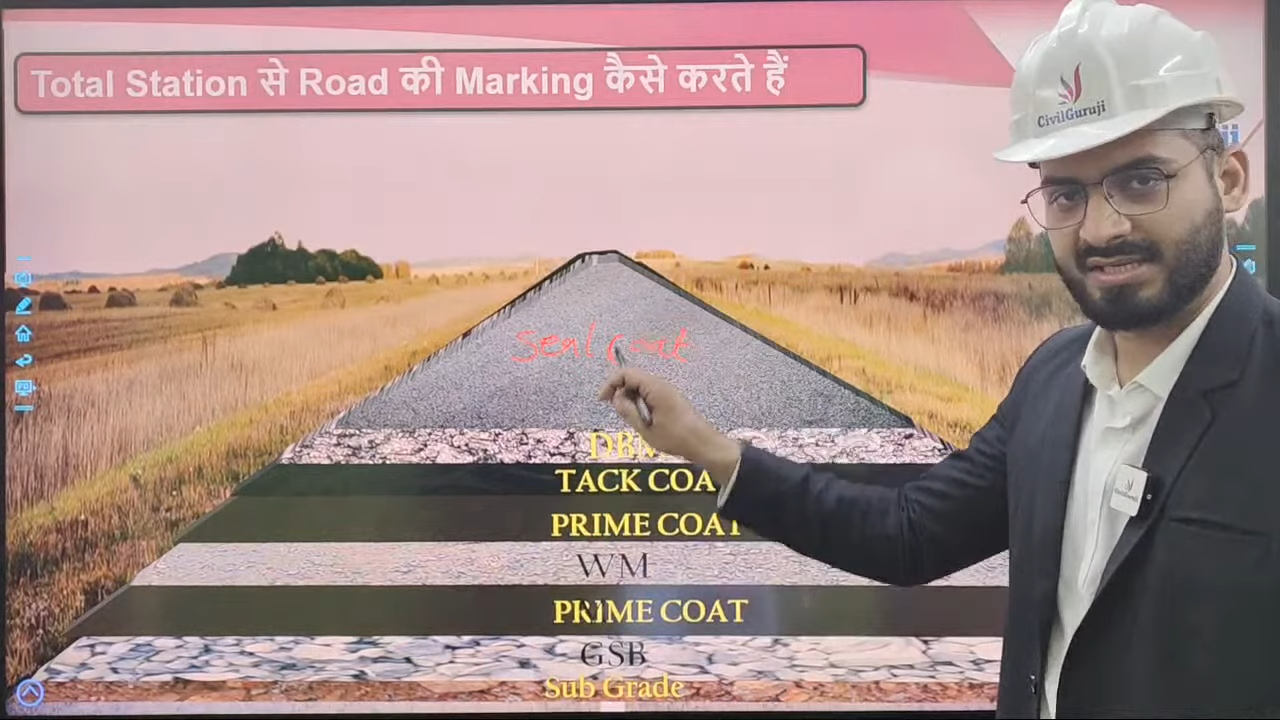 Total Station से Road की Marking कैसे करते हैं
CivilGuruji
Seal coat
TACK COA
PRIME COAT
WM
PRIME COAT
GSB
Sub Grade